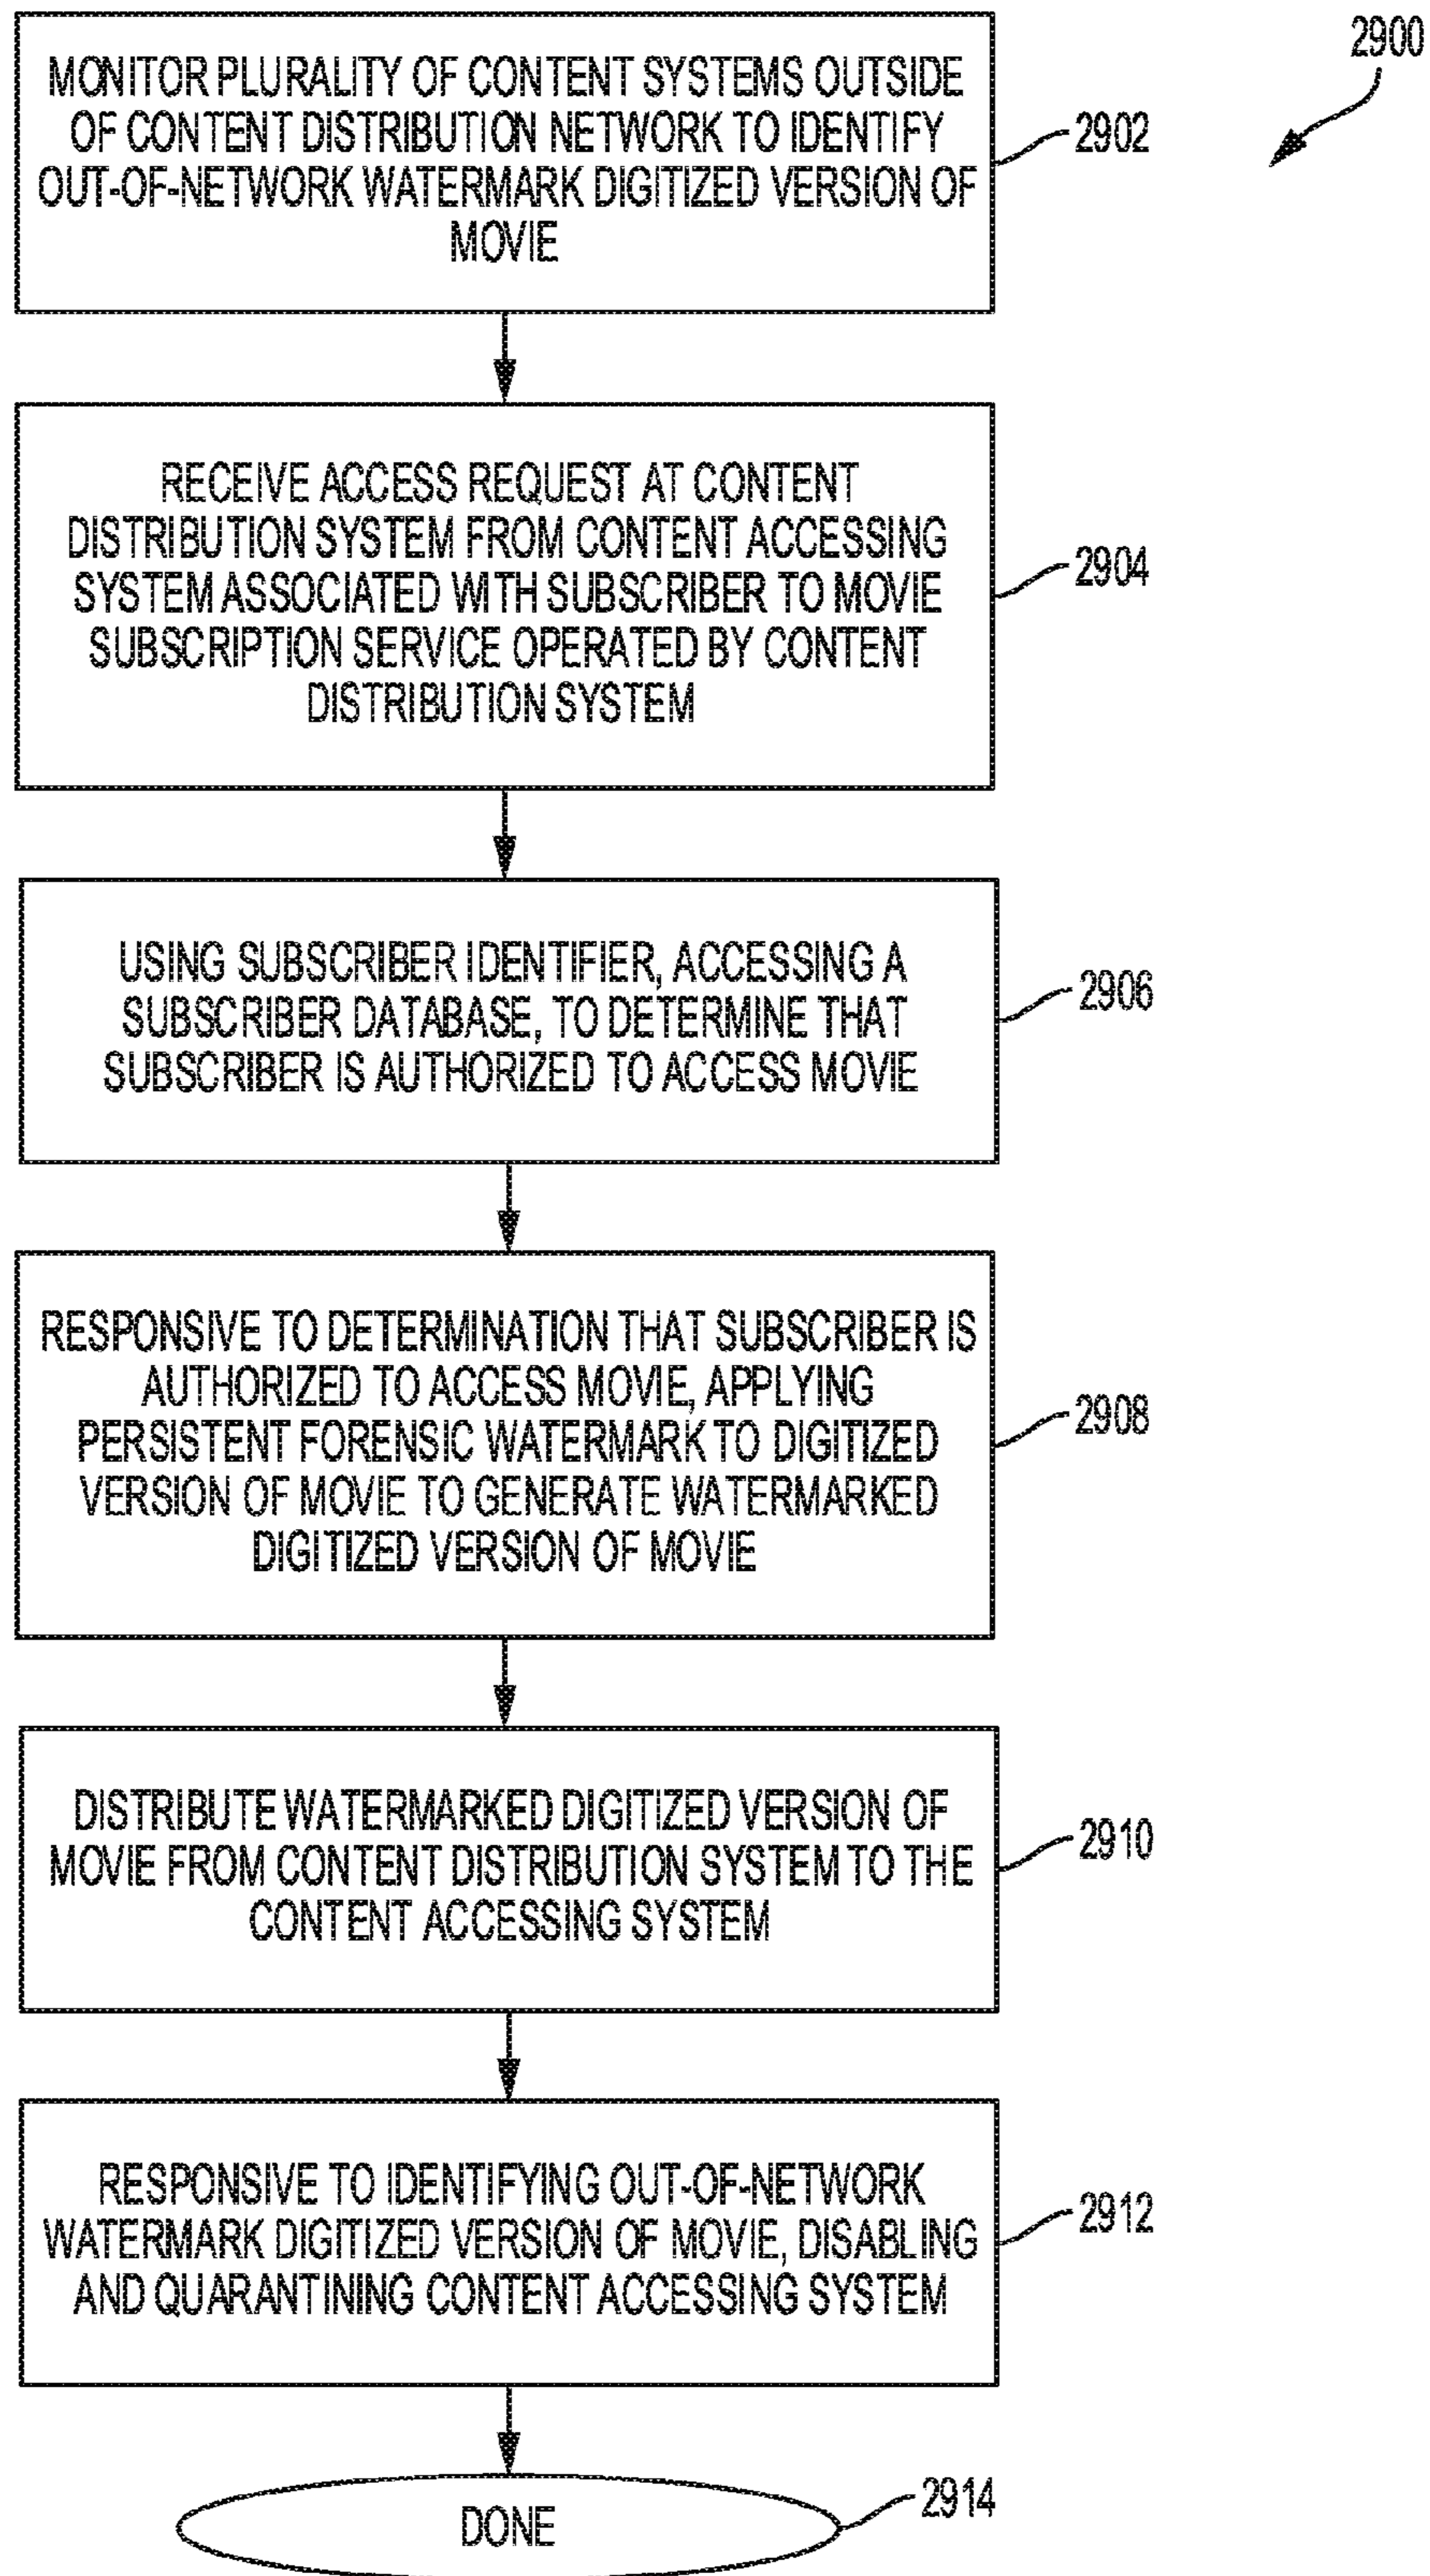 2900
MONITOR PLURALITY OF CONTENT SYSTEMS OUTSIDE
OF CONTENT DISTRIBUTION NETWORK TO IDENTIFY
OUT-OF-NETWORK WATERMARK DIGITIZED VERSION OF
MOVIE
2902
RECEIVE ACCESS REQUEST AT CONTENT
DISTRIBUTION SYSTEM FROM CONTENT ACCESSING
SYSTEM ASSOCIATED WITH SUBSCRIBER TO MOVIE
SUBSCRIPTION SERVICE OPERATED BY CONTENT
DISTRIBUTION SYSTEM
2904
USING SUBSCRIBER IDENTIFIER, ACCESSING A
SUBSCRIBER DATABASE, TO DETERMINE THAT
SUBSCRIBER IS AUTHORIZED TO ACCESS MOVIE
2906
RESPONSIVE TO DETERMINATION THAT SUBSCRIBER IS
AUTHORIZED TO ACCESS MOVIE, APPLYING
PERSISTENT FORENSIC WATERMARK TO DIGITIZED
VERSION OF MOVIE TO GENERATE WATERMARKED
DIGITIZED VERSION OF MOVIE
2908
DISTRIBUTE WATERMARKED DIGITIZED VERSION OF
MOVIE FROM CONTENT DISTRIBUTION SYSTEM TO THE
CONTENT ACCESSING SYSTEM
2910
RESPONSIVE TO IDENTIFYING OUT-OF-NETWORK
WATERMARK DIGITIZED VERSION OF MOVIE, DISABLING
AND QUARANTINING CONTENT ACCESSING SYSTEM
2912
DONE
2914